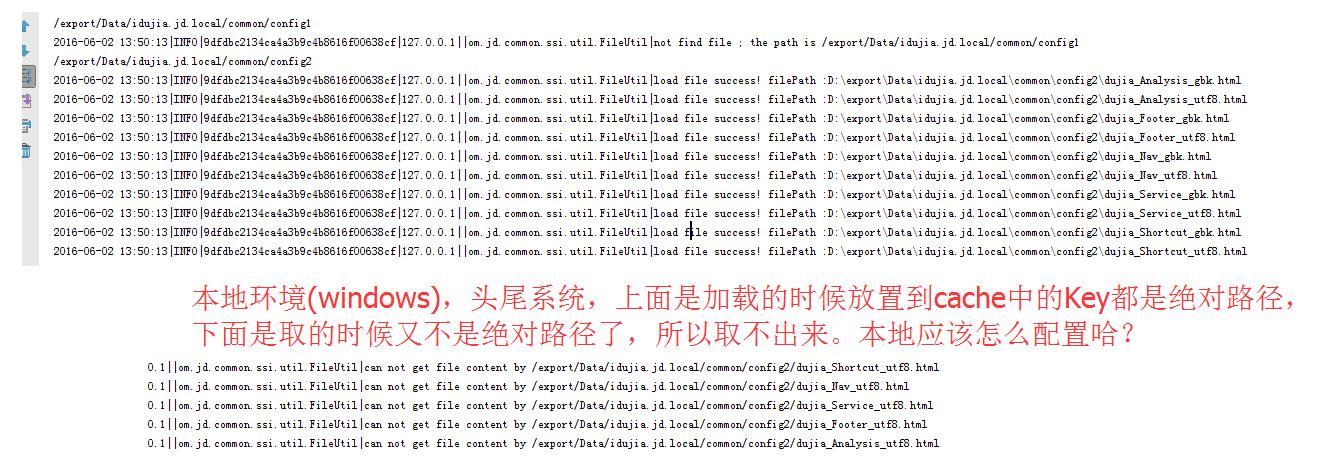 /export/Data/idujia.jd.local/common/config1
2016-06-02 13:50:13|INFO|9dfdbc2134ca4a3b9c4b8616f00638cf|127.0.0.1||om.jd.common.ssi.util.FileUtil|not find file ; the path is /export/Data/idujia.jd.local/common/config1
/export/Data/idujia.jd.local/common/config2
2016-06-02 13:50:13|INFO|9dfdbc2134ca4a3b9c4b8616f00638cf|127.0.0.1||om.jd.common.ssi.util.FileUtil|load file success! filePath :D:\export\Data\idujia.jd.local\common\config2\dujia_Analysis_gbk.html
2016-06-02 13:50:13|INFO|9dfdbc2134ca4a3b9c4b8616f00638cf|127.0.0.1||om.jd.common.ssi.util.FileUtil|load file success! filePath :D:\export\Data\idujia.jd.local\common\config2\dujia_Analysis_utf8.html
2016-06-02 13:50:13|INFO|9dfdbc2134ca4a3b9c4b8616f00638cf|127.0.0.1||om.jd.common.ssi.util.FileUtil|load file success! filePath :D:\export\Data\idujia.jd.local\common\config2\dujia_Footer_gbk.html
2016-06-02 13:50:13|INFO|9dfdbc2134ca4a3b9c4b8616f00638cf|127.0.0.1||om.jd.common.ssi.util.FileUtil|load file success! filePath :D:\export\Data\idujia.jd.local\common\config2\dujia_Footer_utf8.html
2016-06-02 13:50:13|INFO|9dfdbc2134ca4a3b9c4b8616f00638cf|127.0.0.1||om.jd.common.ssi.util.FileUtil|load file success! filePath :D:\export\Data\idujia.jd.local\common\config2\dujia_Nav_gbk.html
2016-06-02 13:50:13|INFO|9dfdbc2134ca4a3b9c4b8616f00638cf|127.0.0.1||om.jd.common.ssi.util.FileUtil|load file success! filePath :D:\export\Data\idujia.jd.local\common\config2\dujia_Nav_utf8.html
2016-06-02 13:50:13|INFO|9dfdbc2134ca4a3b9c4b8616f00638cf|127.0.0.1||om.jd.common.ssi.util.FileUtil|load file success! filePath :D:\export\Data\idujia.jd.local\common\config2\dujia_Service_gbk.html
2016-06-02 13:50:13|INFO|9dfdbc2134ca4a3b9c4b8616f00638cf|127.0.0.1||om.jd.common.ssi.util.FileUtil|load file success! filePath :D:\export\Data\idujia.jd.local\common\config2\dujia_Service_utf8.html
2016-06-02 13:50:13|INFO|9dfdbc2134ca4a3b9c4b8616f00638cf|127.0.0.1||om.jd.common.ssi.util.FileUtil|load file success! filePath :D:\export\Data\idujia.jd.local\common\config2\dujia_Shortcut_gbk.html
2016-06-02 13:50:13|INFO|9dfdbc2134ca4a3b9c4b8616f00638cf|127.0.0.1||om.jd.common.ssi.util.FileUtil|load file success! filePath :D:\export\Data\idujia.jd.local\common\config2\dujia_Shortcut_utf8.html
本地环境(windows)，头尾系统，上面是加载的时候放置到cache中的Key都是绝对路径，
下面是取的时候又不是绝对路径了，所以取不出来。本地应该怎么配置哈？
0.1||om.jd.common.ssi.util.FileUtil|can not get file content by /export/Data/idujia.jd.local/common/config2/dujia_Shortcut_utf8.html
0.1||om.jd.common.ssi.util.FileUtil|can not get file content by /export/Data/idujia.jd.local/common/config2/dujia_Nav_utf8.html
0.1||om.jd.common.ssi.util.FileUtil|can not get file content by /export/Data/idujia.jd.local/common/config2/dujia_Service_utf8.html
0.1||om.jd.common.ssi.util.FileUtil|can not get file content by /export/Data/idujia.jd.local/common/config2/dujia_Footer_utf8.html
0.1||om.jd.common.ssi.util.FileUtil|can not get file content by /export/Data/idujia.jd.local/common/config2/dujia_Analysis_utf8.html